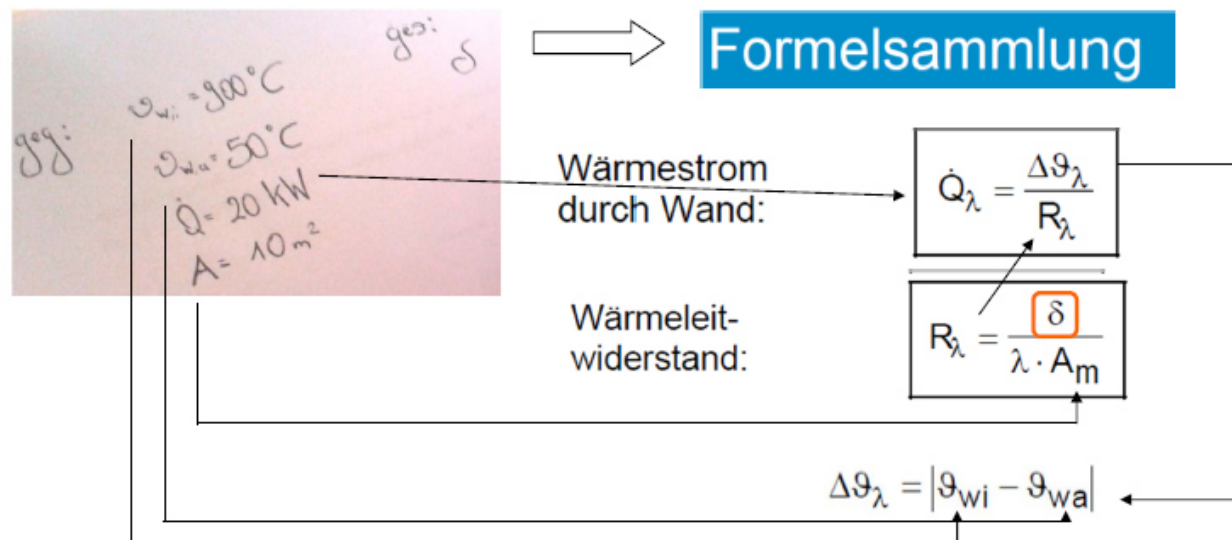 ges:
δ
Formelsammlung
geg:
ϑwi = 900°C
ϑwa = 50°C
Q̇ = 20 kW
A = 10 m²
Wärmestrom
durch Wand:
Q̇λ = Δϑλ / Rλ
Wärmeleit-
widerstand:
Rλ = δ / λ · Am
Δϑλ = |ϑwi − ϑwa|